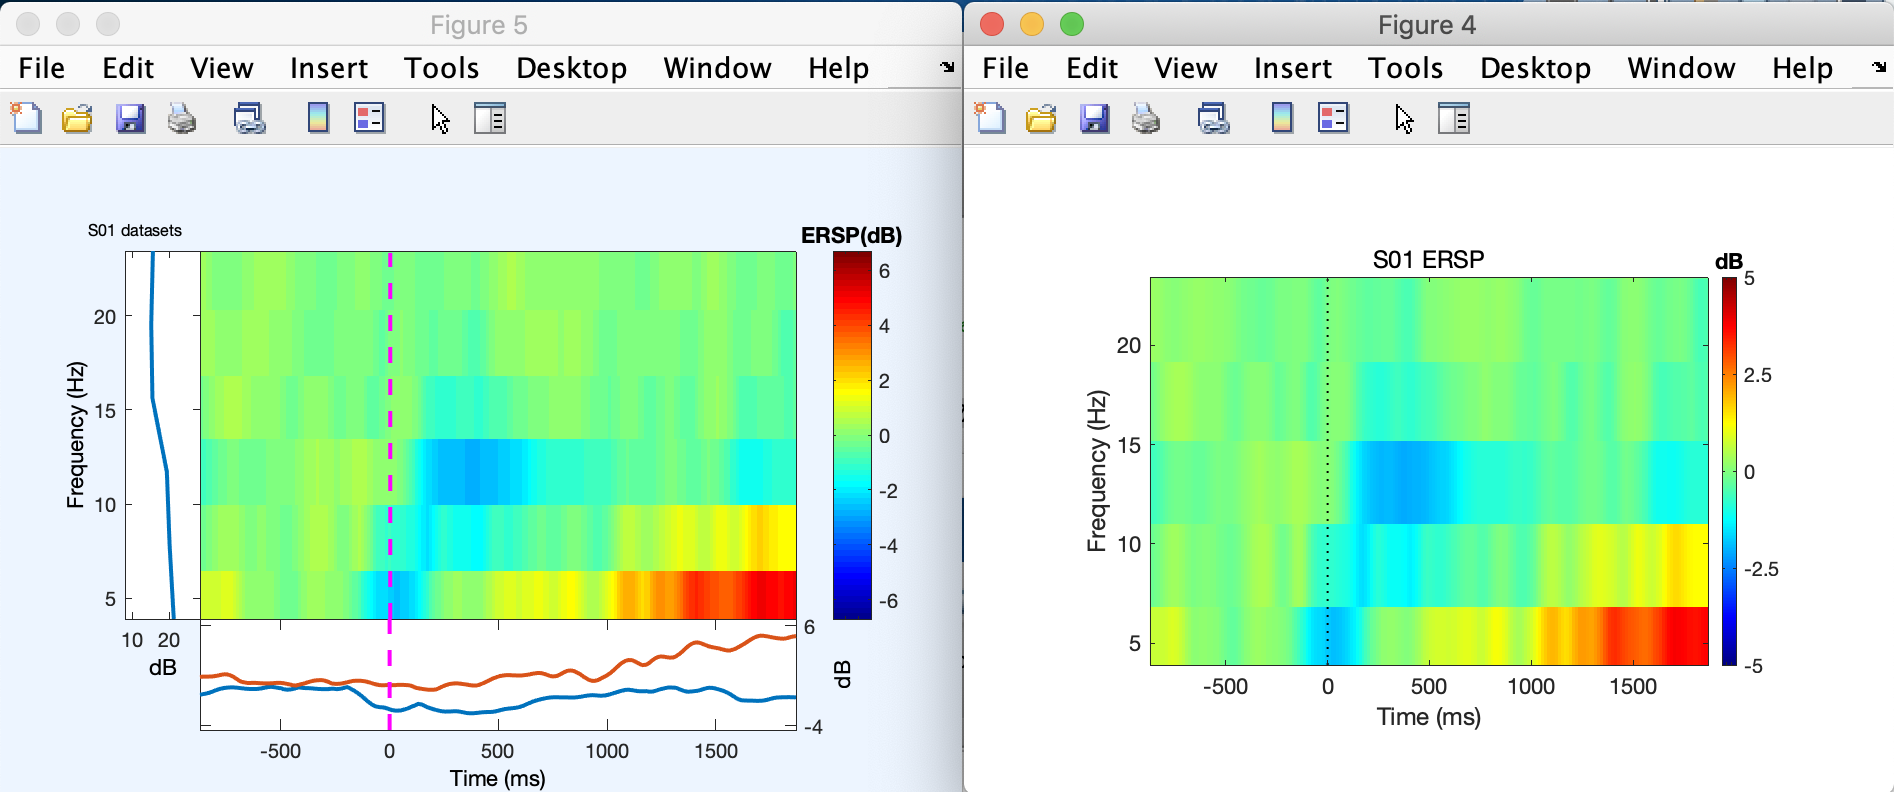 Figure 5
File Edit View Insert Tools Desktop Window Help
S01 datasets
ERSP(dB)
Frequency (Hz)
20
15
10
5
6
4
2
0
-2
-4
-6
10 20
dB
6
-4
dB
-500 0 500 1000 1500
Time (ms)
Figure 4
File Edit View Insert Tools Desktop Window Help
S01 ERSP
dB
Frequency (Hz)
20
15
10
5
5
2.5
0
-2.5
-5
-500 0 500 1000 1500
Time (ms)